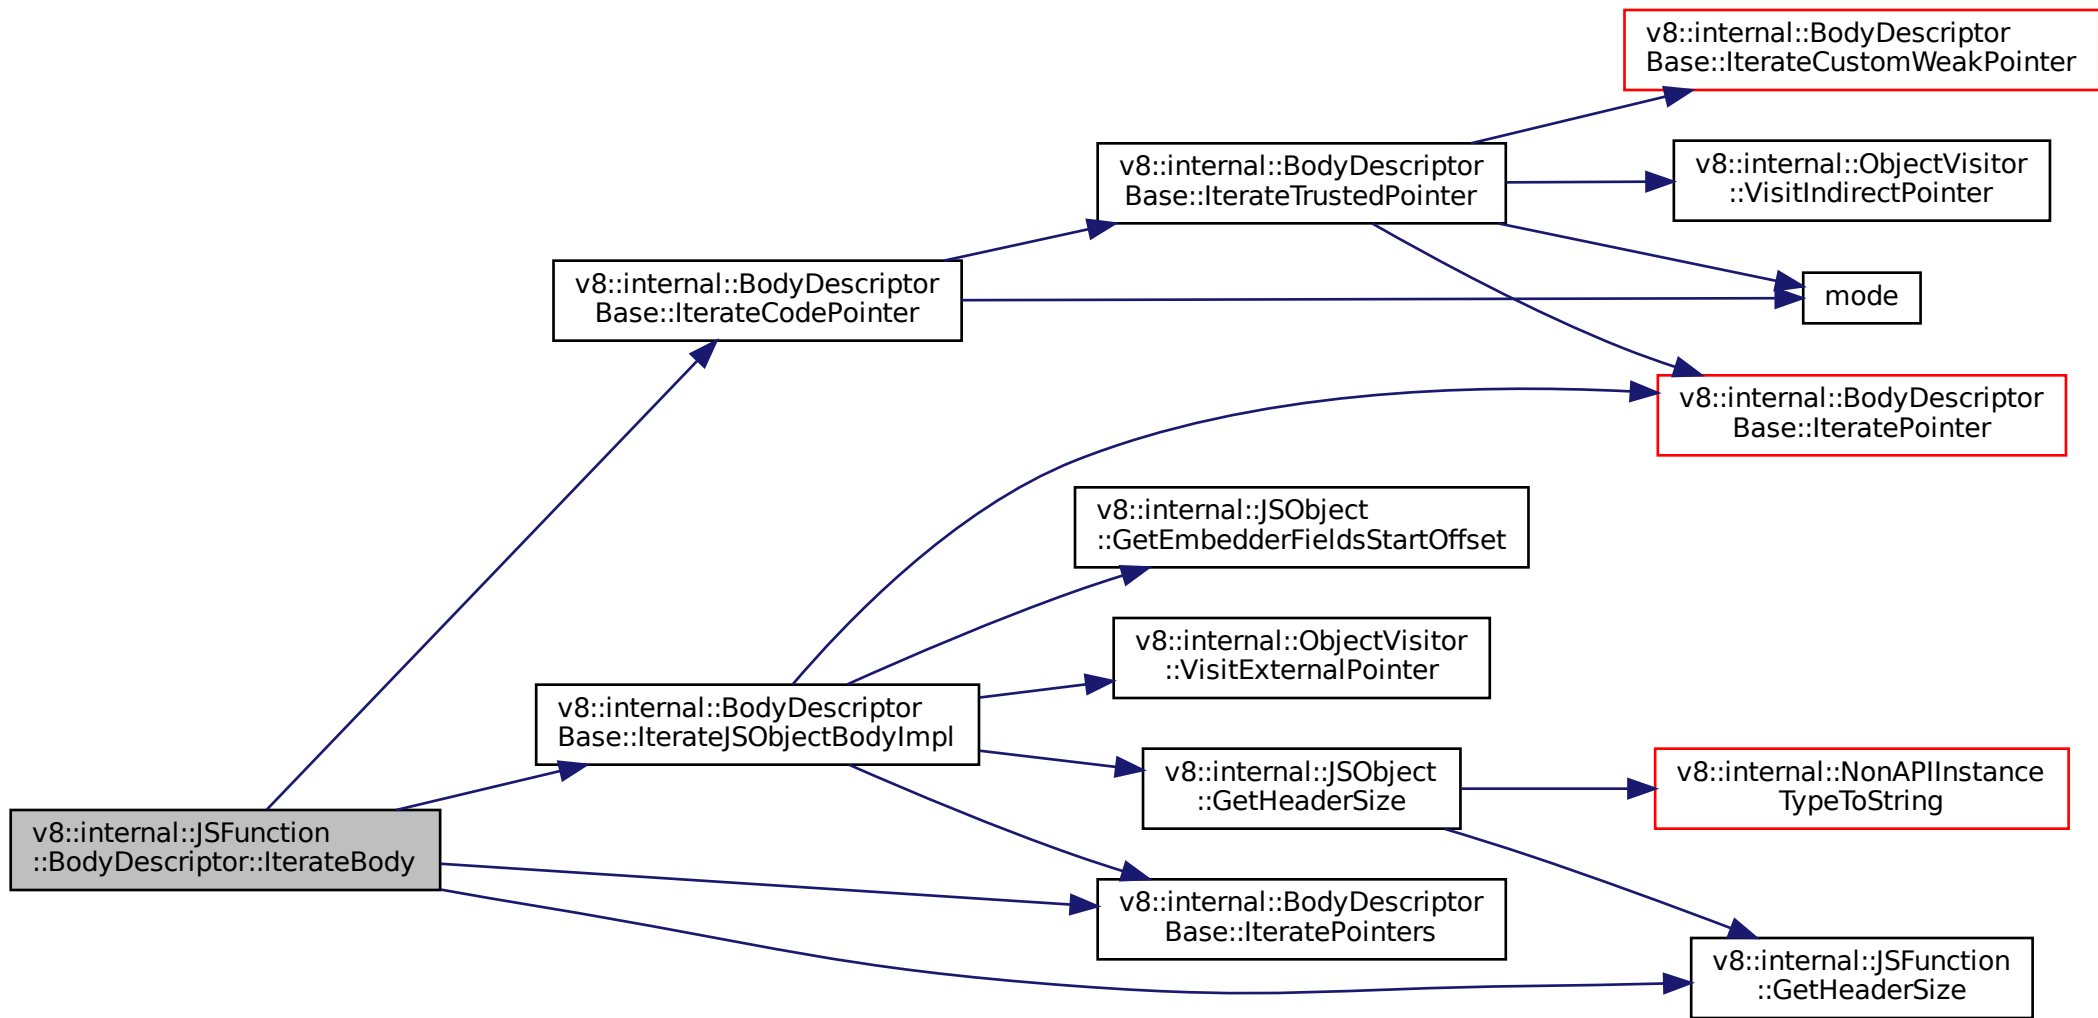 v8::internal::BodyDescriptor
Base::IterateCustomWeakPointer
v8::internal::BodyDescriptor
Base::IterateTrustedPointer
v8::internal::ObjectVisitor
::VisitIndirectPointer
v8::internal::BodyDescriptor
Base::IterateCodePointer
mode
v8::internal::BodyDescriptor
Base::IteratePointer
v8::internal::JSObject
::GetEmbedderFieldsStartOffset
v8::internal::ObjectVisitor
::VisitExternalPointer
v8::internal::BodyDescriptor
Base::IterateJSObjectBodyImpl
v8::internal::JSObject
::GetHeaderSize
v8::internal::NonAPIInstance
TypeToString
v8::internal::JSFunction
::BodyDescriptor::IterateBody
v8::internal::BodyDescriptor
Base::IteratePointers
v8::internal::JSFunction
::GetHeaderSize